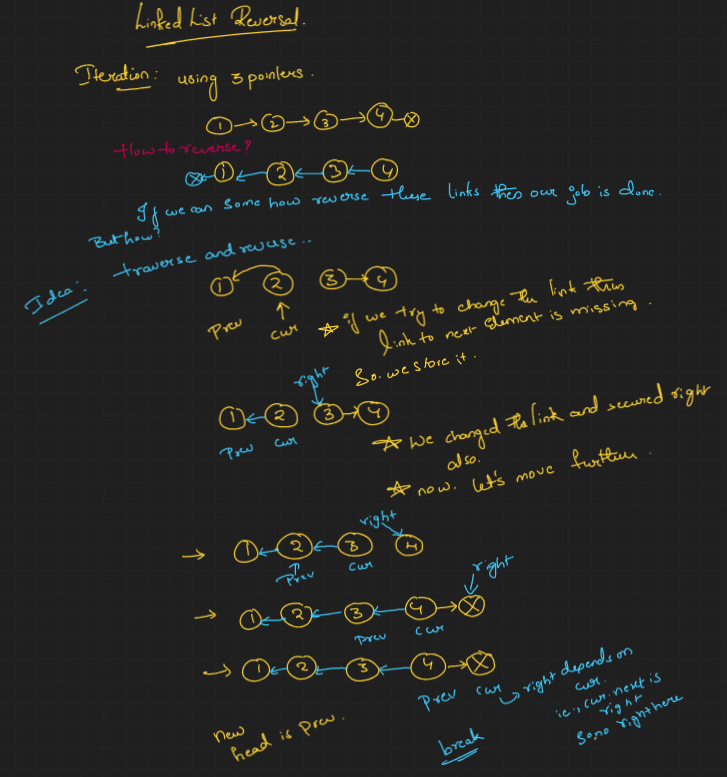 Linked List Reversal.
Iteration: using 3 pointers.
1 → 2 → 3 → 4 → X
How to reverse?
X ← 1 ← 2 ← 3 ← 4
If we can some how reverse these links then our job is done.
But how?
Idea: traverse and reverse..
1 2 3 → 4
Prev cur
★ if we try to change the link then
link to next element is missing.
So. we store it.
right
1 ← 2 3 → 4
Prev cur
★ we changed the link and secured right
also.
★ now. let's move further.
right
→ 1 ← 2 ← 3 4
Prev cur
right
→ 1 ← 2 ← 3 ← 4 → X
prev cur
→ 1 ← 2 ← 3 ← 4 → X
Prev cur
right depends on
cur.
i.e., cur.next is
right
So, no right here
new
head is prev.
break